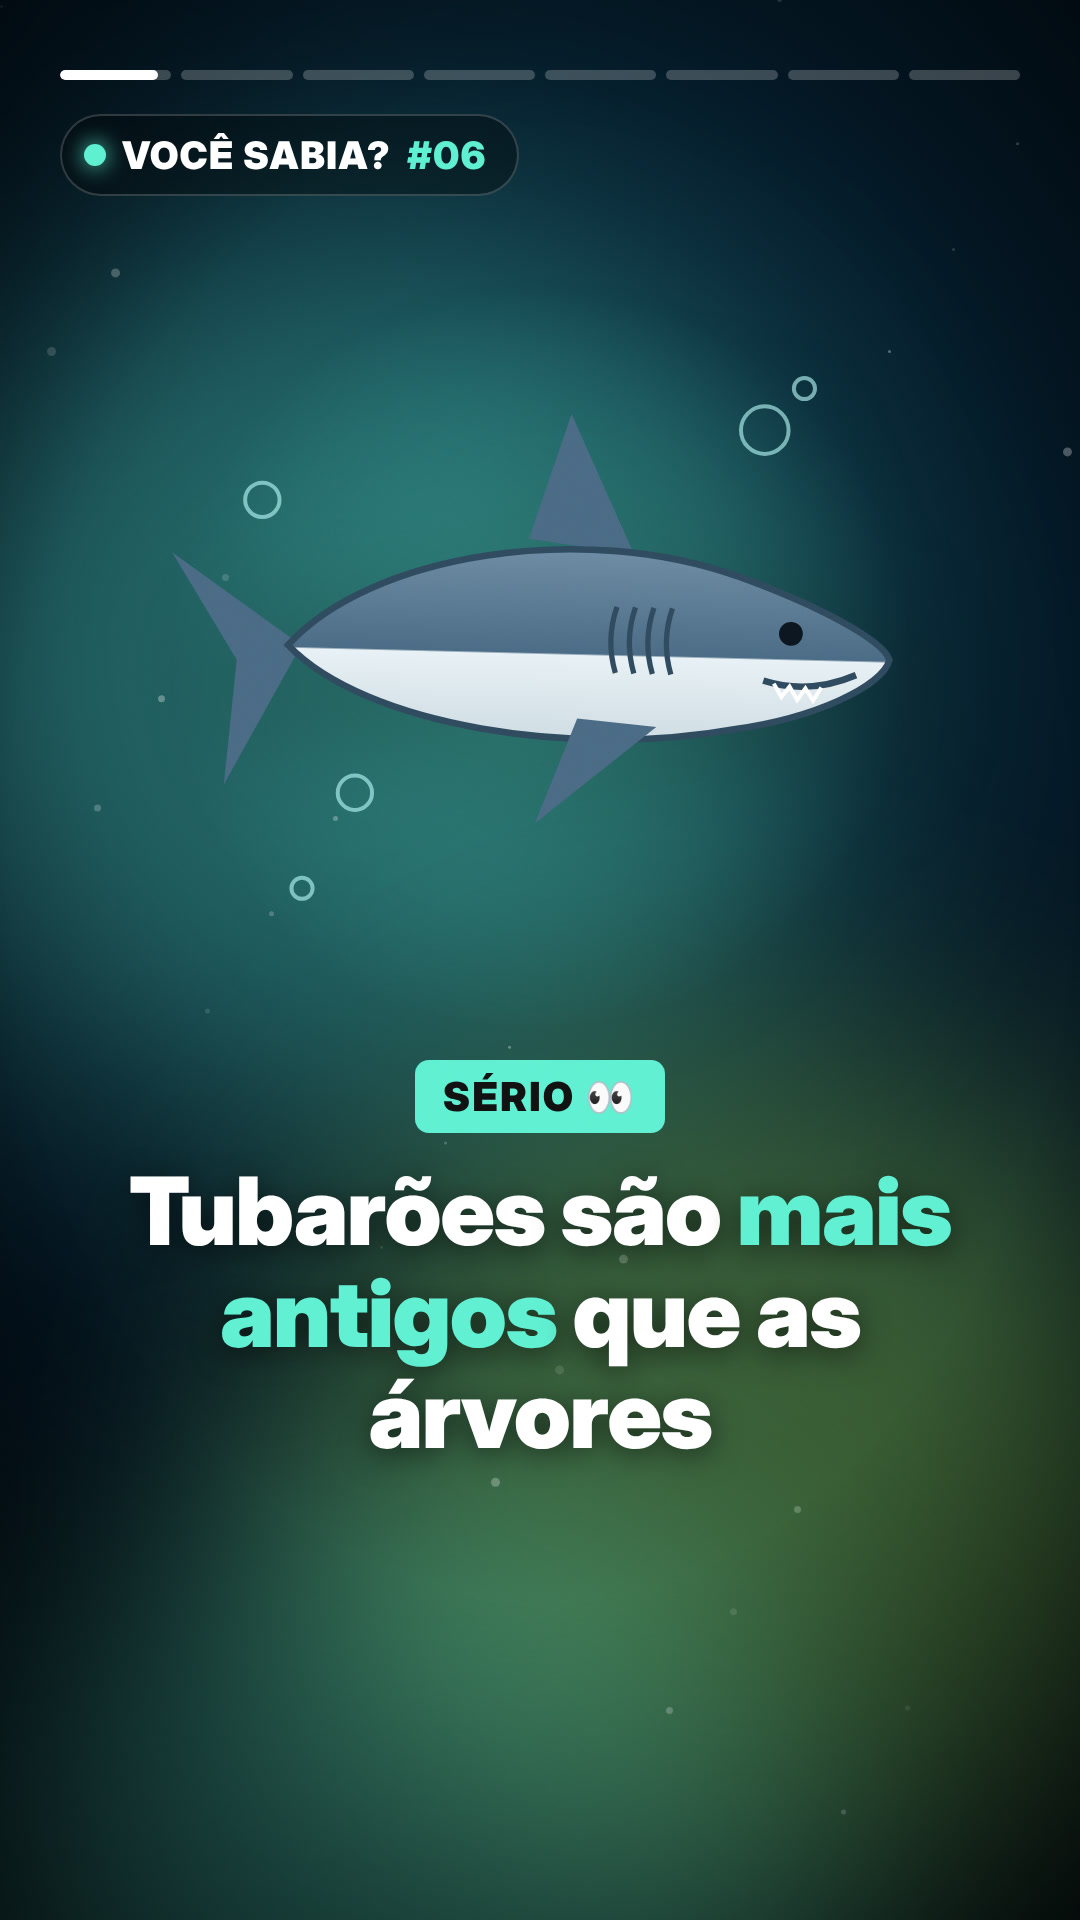 VOCÊ SABIA? #06
SÉRIO 👀
Tubarões são mais
antigos que as
árvores